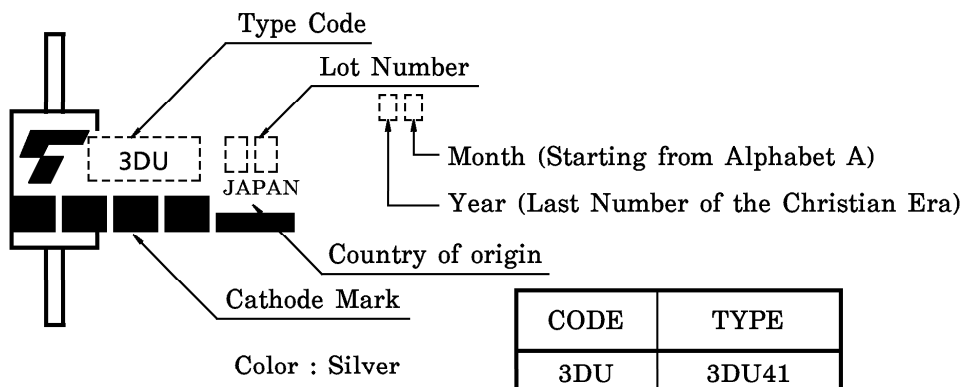 Type Code
Lot Number
3DU
JAPAN
Month (Starting from Alphabet A)
Year (Last Number of the Christian Era)
Country of origin
Cathode Mark
Color : Silver
CODE TYPE
3DU 3DU41